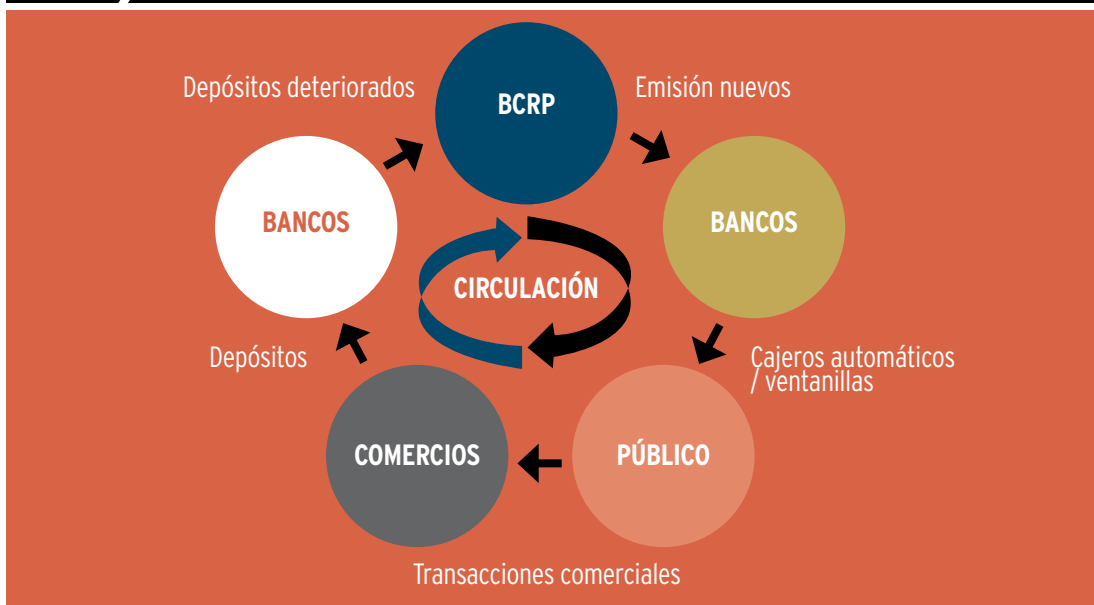 Depósitos deteriorados
BCRP
Emisión nuevos
BANCOS
BANCOS
CIRCULACIÓN
Depósitos
Cajeros automáticos
/ ventanillas
COMERCIOS
PÚBLICO
Transacciones comerciales